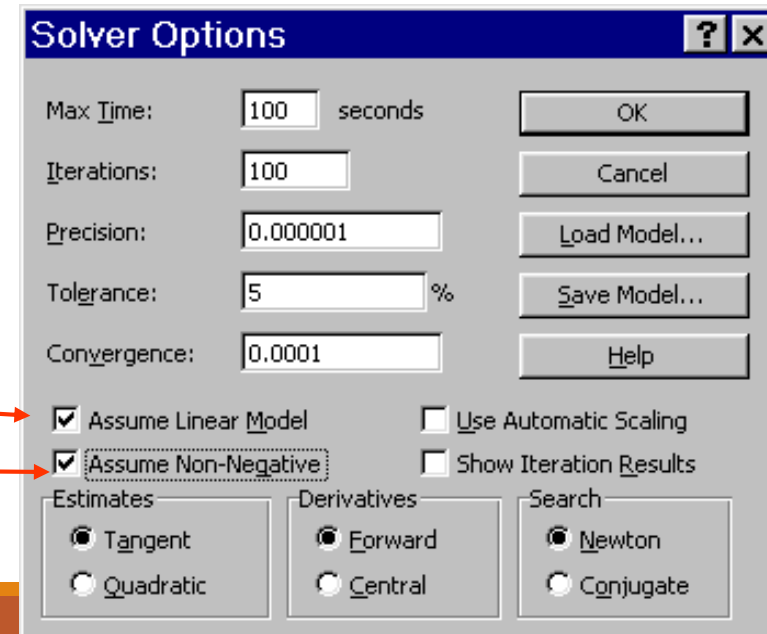 Solver Options
Max Time: 100 seconds OK
Iterations: 100 Cancel
Precision: 0.000001 Load Model...
Tolerance: 5 % Save Model...
Convergence: 0.0001 Help
Assume Linear Model Use Automatic Scaling
Assume Non-Negative Show Iteration Results
Estimates Derivatives Search
Tangent Forward Newton
Quadratic Central Conjugate